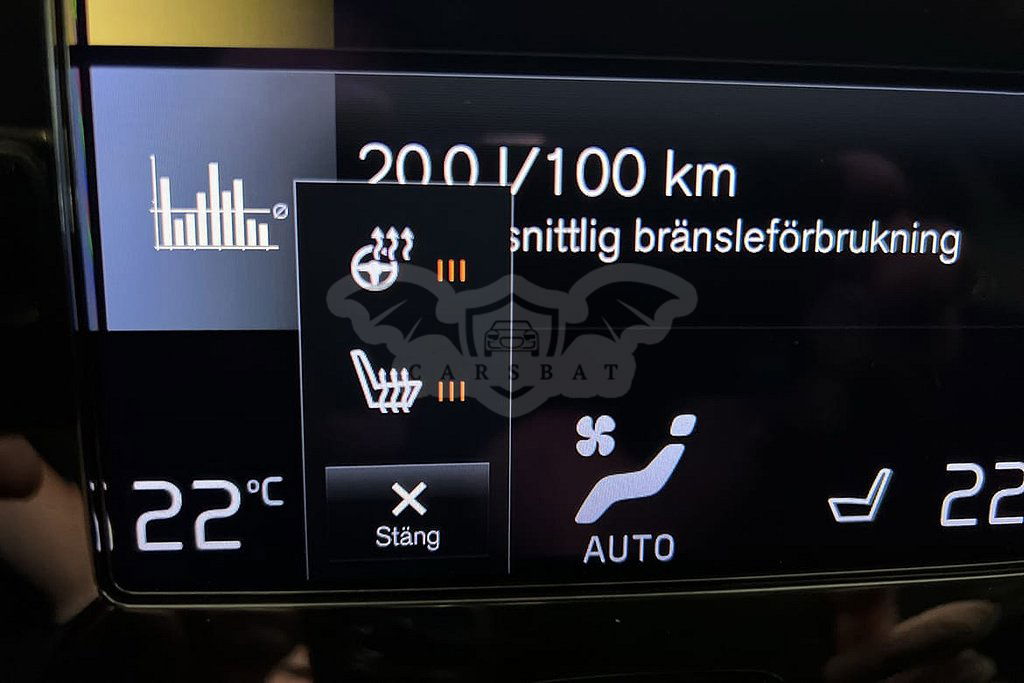 20.0 l/100 km
snittlig bränsleförbrukning
CARSBAT
22°C
Stäng
AUTO
22